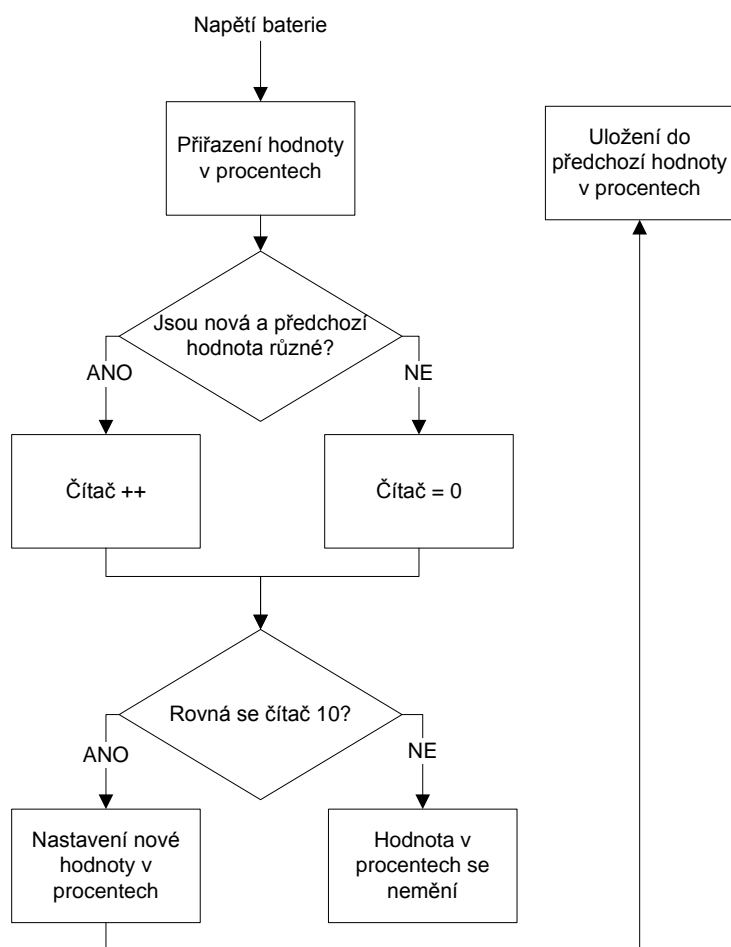 Napětí baterie
Přiřazení hodnoty
v procentech
Uložení do
předchozí hodnoty
v procentech
Jsou nová a předchozí
hodnota různé?
ANO
NE
Čítač ++
Čítač = 0
Rovná se čítač 10?
ANO
NE
Nastavení nové
hodnoty v
procentech
Hodnota v
procentech se
nemění